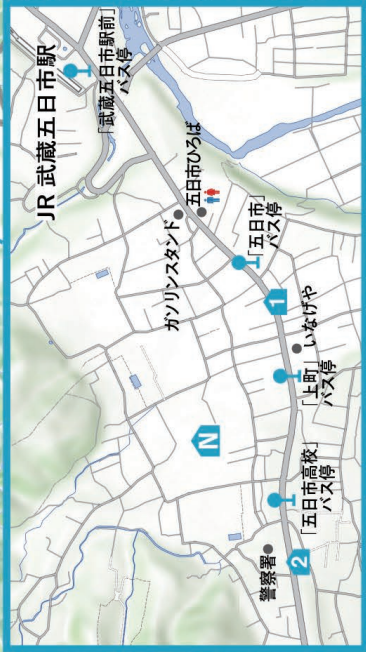 JR 武蔵五日市駅
「武蔵五日市駅前」
バス停
五日市ひろば
ガソリンスタンド
「五日市」
バス停
1
いなげや
「上町」
バス停
N
「五日市高校」
バス停
警察署
2